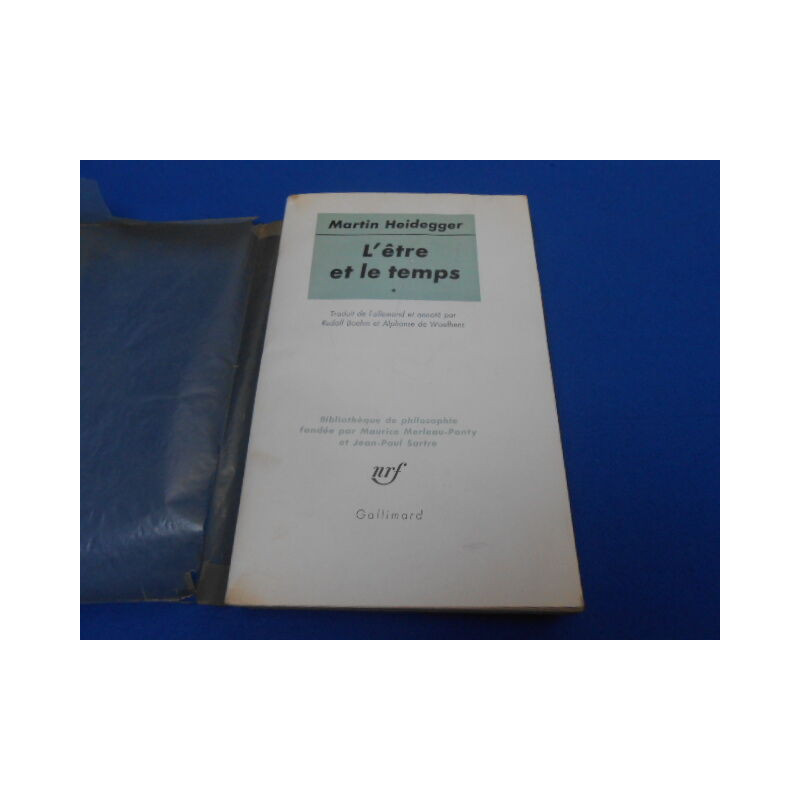 Martin Heidegger
L'être
et le temps
*
Traduit de l'allemand et annoté par
Rudolf Boehm et Alphonse de Waelhens
Bibliothèque de philosophie
fondée par Maurice Merleau-Ponty
et Jean-Paul Sartre
nrf
Gallimard